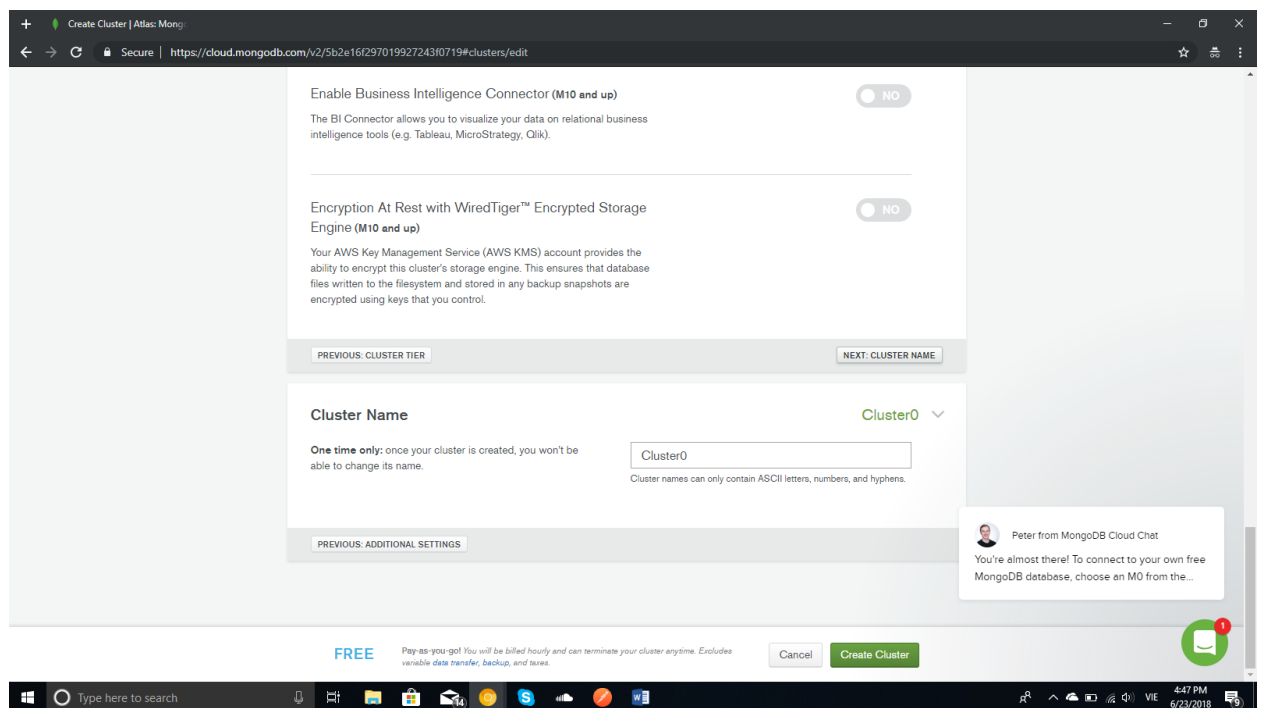 Create Cluster | Atlas: Mong
Secure | https://cloud.mongodb.com/v2/5b2e16f297019927243f0719#clusters/edit
Enable Business Intelligence Connector (M10 and up)
NO
The BI Connector allows you to visualize your data on relational business
intelligence tools (e.g. Tableau, MicroStrategy, Qlik).
Encryption At Rest with WiredTiger™ Encrypted Storage
Engine (M10 and up)
NO
Your AWS Key Management Service (AWS KMS) account provides the
ability to encrypt this cluster's storage engine. This ensures that database
files written to the filesystem and stored in any backup snapshots are
encrypted using keys that you control.
PREVIOUS: CLUSTER TIER
NEXT: CLUSTER NAME
Cluster Name
Cluster0
One time only: once your cluster is created, you won't be
able to change its name.
Cluster0
Cluster names can only contain ASCII letters, numbers, and hyphens.
PREVIOUS: ADDITIONAL SETTINGS
Peter from MongoDB Cloud Chat
You're almost there! To connect to your own free
MongoDB database, choose an M0 from the...
1
FREE
Pay-as-you-go! You will be billed hourly and can terminate your cluster anytime. Excludes
variable data transfer, backup, and taxes.
Cancel
Create Cluster
Type here to search
14
VIE
4:47 PM
6/23/2018
9